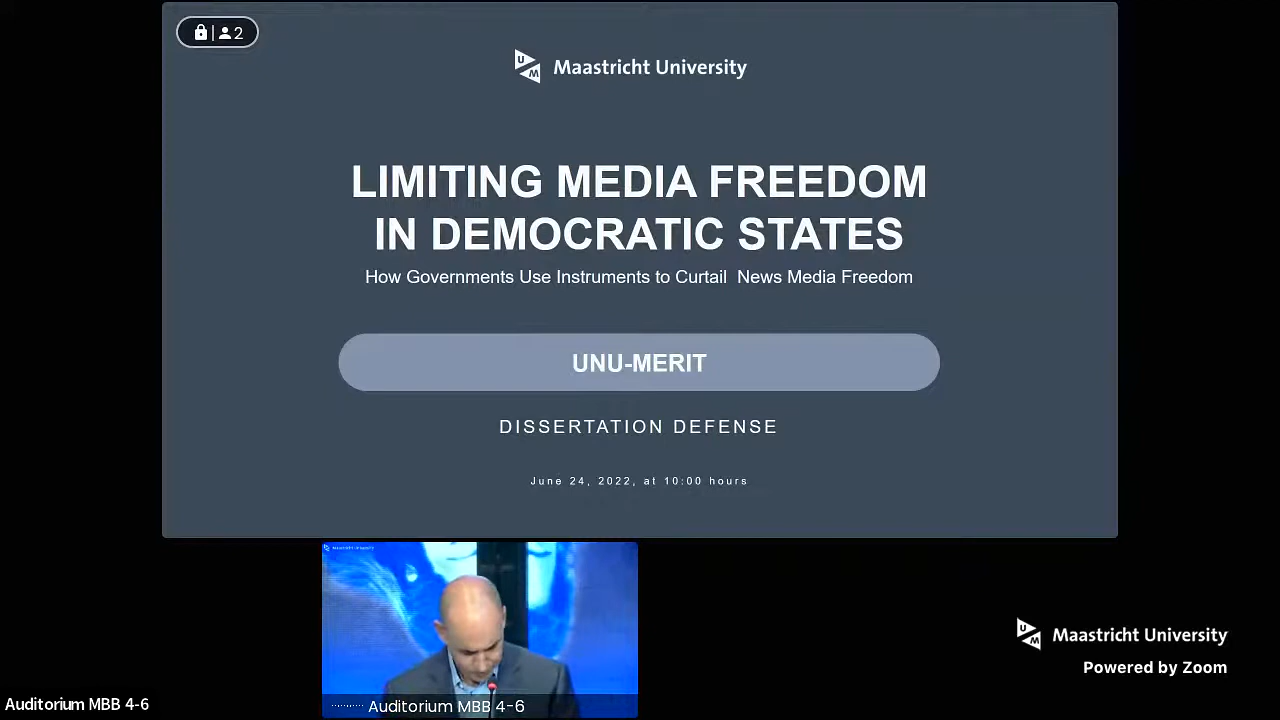 2
Maastricht University
LIMITING MEDIA FREEDOM
IN DEMOCRATIC STATES
How Governments Use Instruments to Curtail News Media Freedom
UNU-MERIT
DISSERTATION DEFENSE
June 24, 2022, at 10:00 hours
Maastricht University
Auditorium MBB 4-6
Maastricht University
Powered by Zoom
Auditorium MBB 4-6